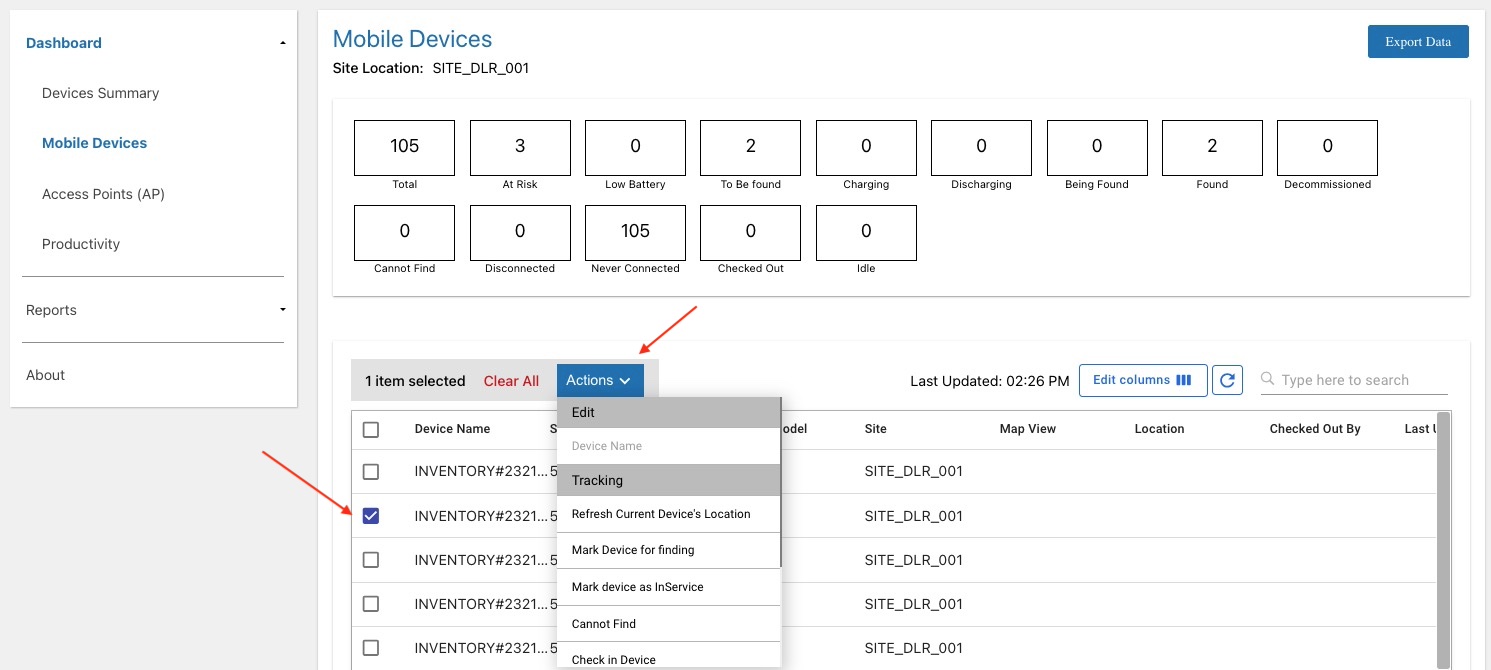 Dashboard
Devices Summary
Mobile Devices
Access Points (AP)
Productivity
Reports
About
Mobile Devices
Export Data
Site Location: SITE_DLR_001
105 3 0 2 0 0 0 2 0
Total At Risk Low Battery To Be found Charging Discharging Being Found Found Decommissioned
0 0 105 0 0
Cannot Find Disconnected Never Connected Checked Out Idle
1 item selected Clear All Actions Last Updated: 02:26 PM Edit columns Type here to search
Device Name S odel Site Map View Location Checked Out By Last U
INVENTORY#2321...5 SITE_DLR_001
INVENTORY#2321...5 SITE_DLR_001
INVENTORY#2321...5 SITE_DLR_001
INVENTORY#2321...5 SITE_DLR_001
INVENTORY#2321...5 SITE_DLR_001
Edit
Device Name
Tracking
Refresh Current Device's Location
Mark Device for finding
Mark device as InService
Cannot Find
Check in Device